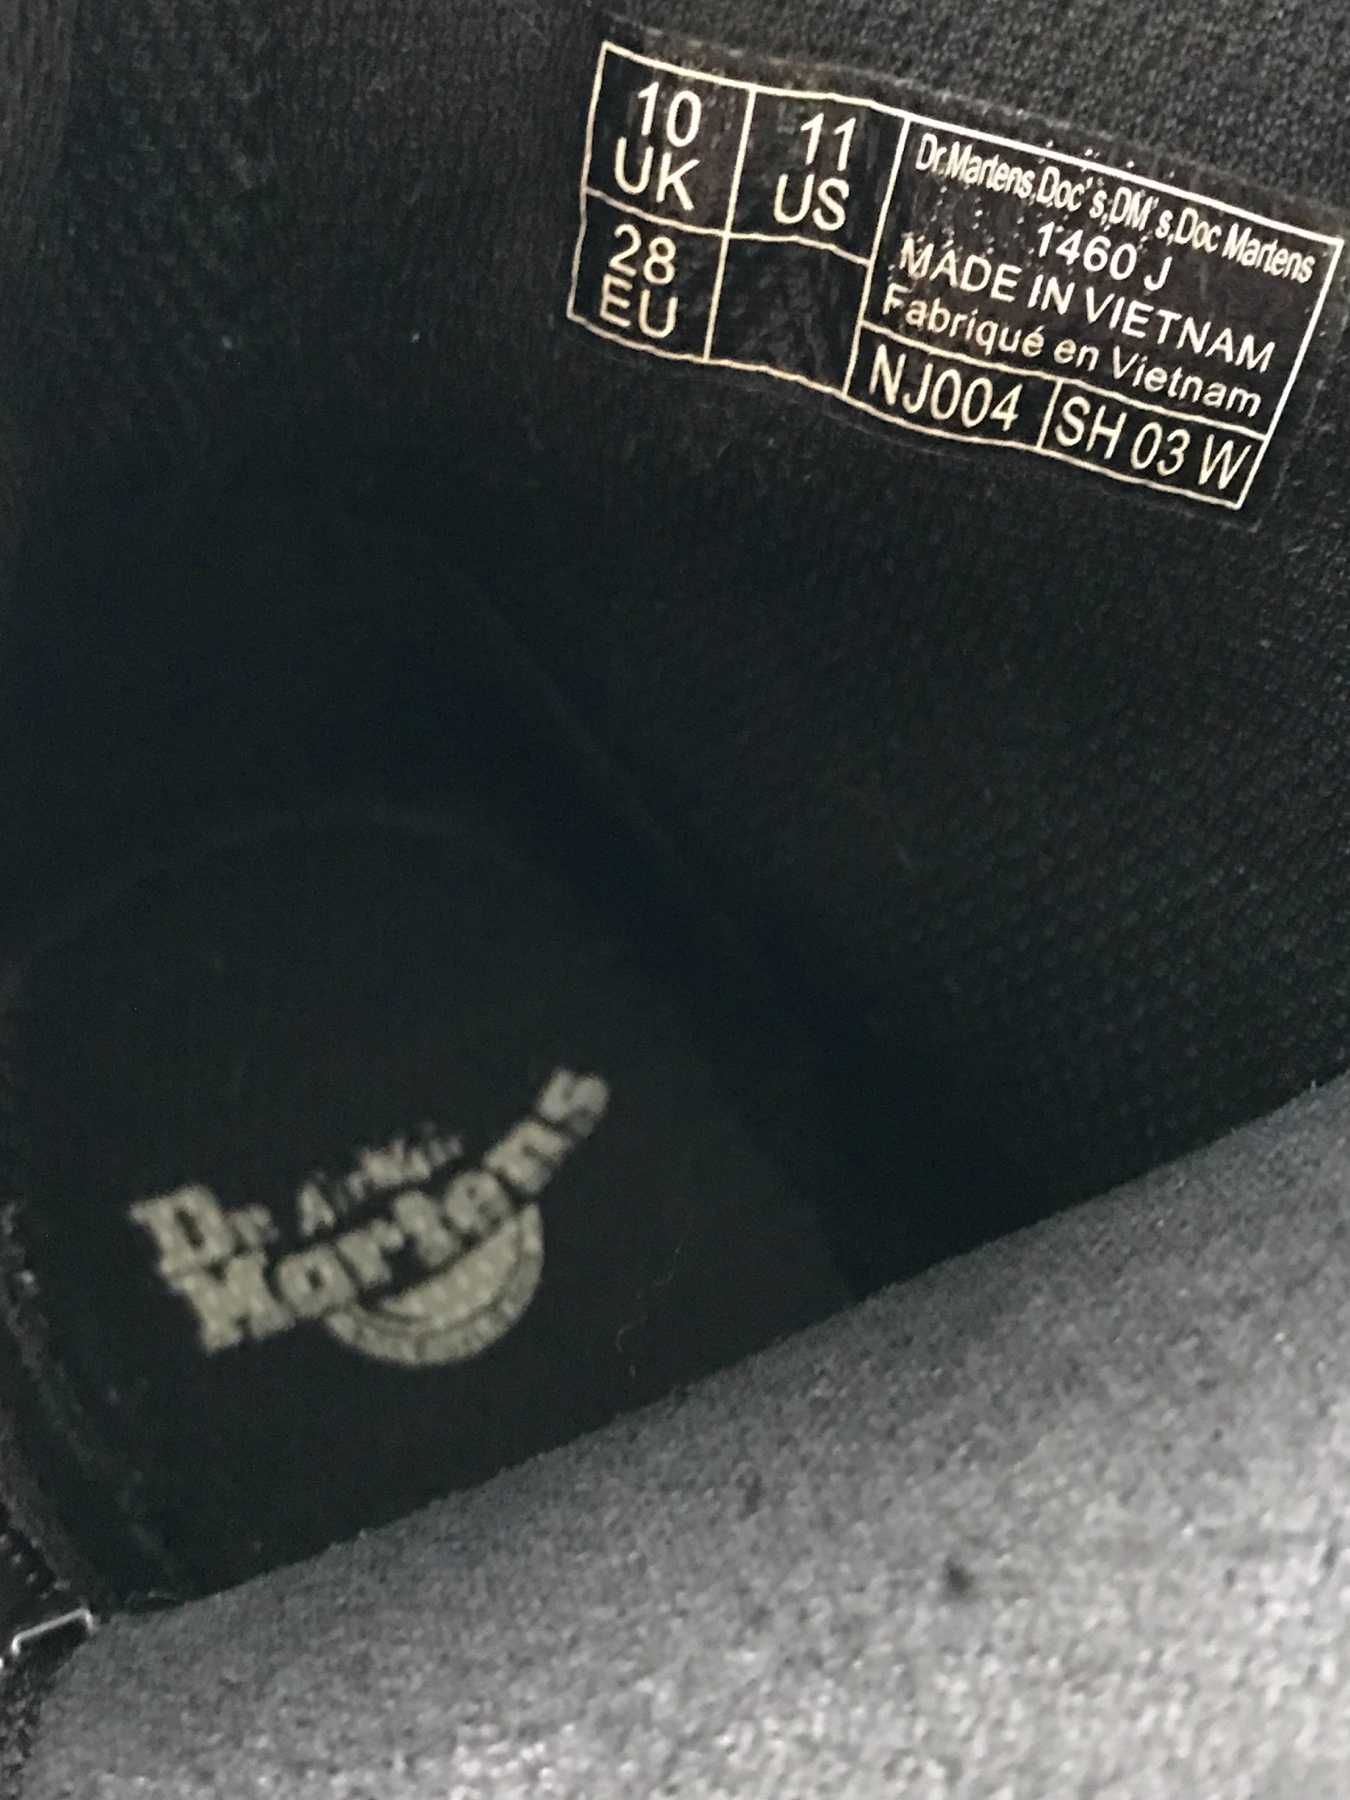 10
UK
11
US
28
EU
Dr.Martens,Doc's,DM's,Doc Martens
1460 J
MADE IN VIETNAM
Fabriqué en Vietnam
NJ004
SH 03 W
Dr. AirWair
Martens